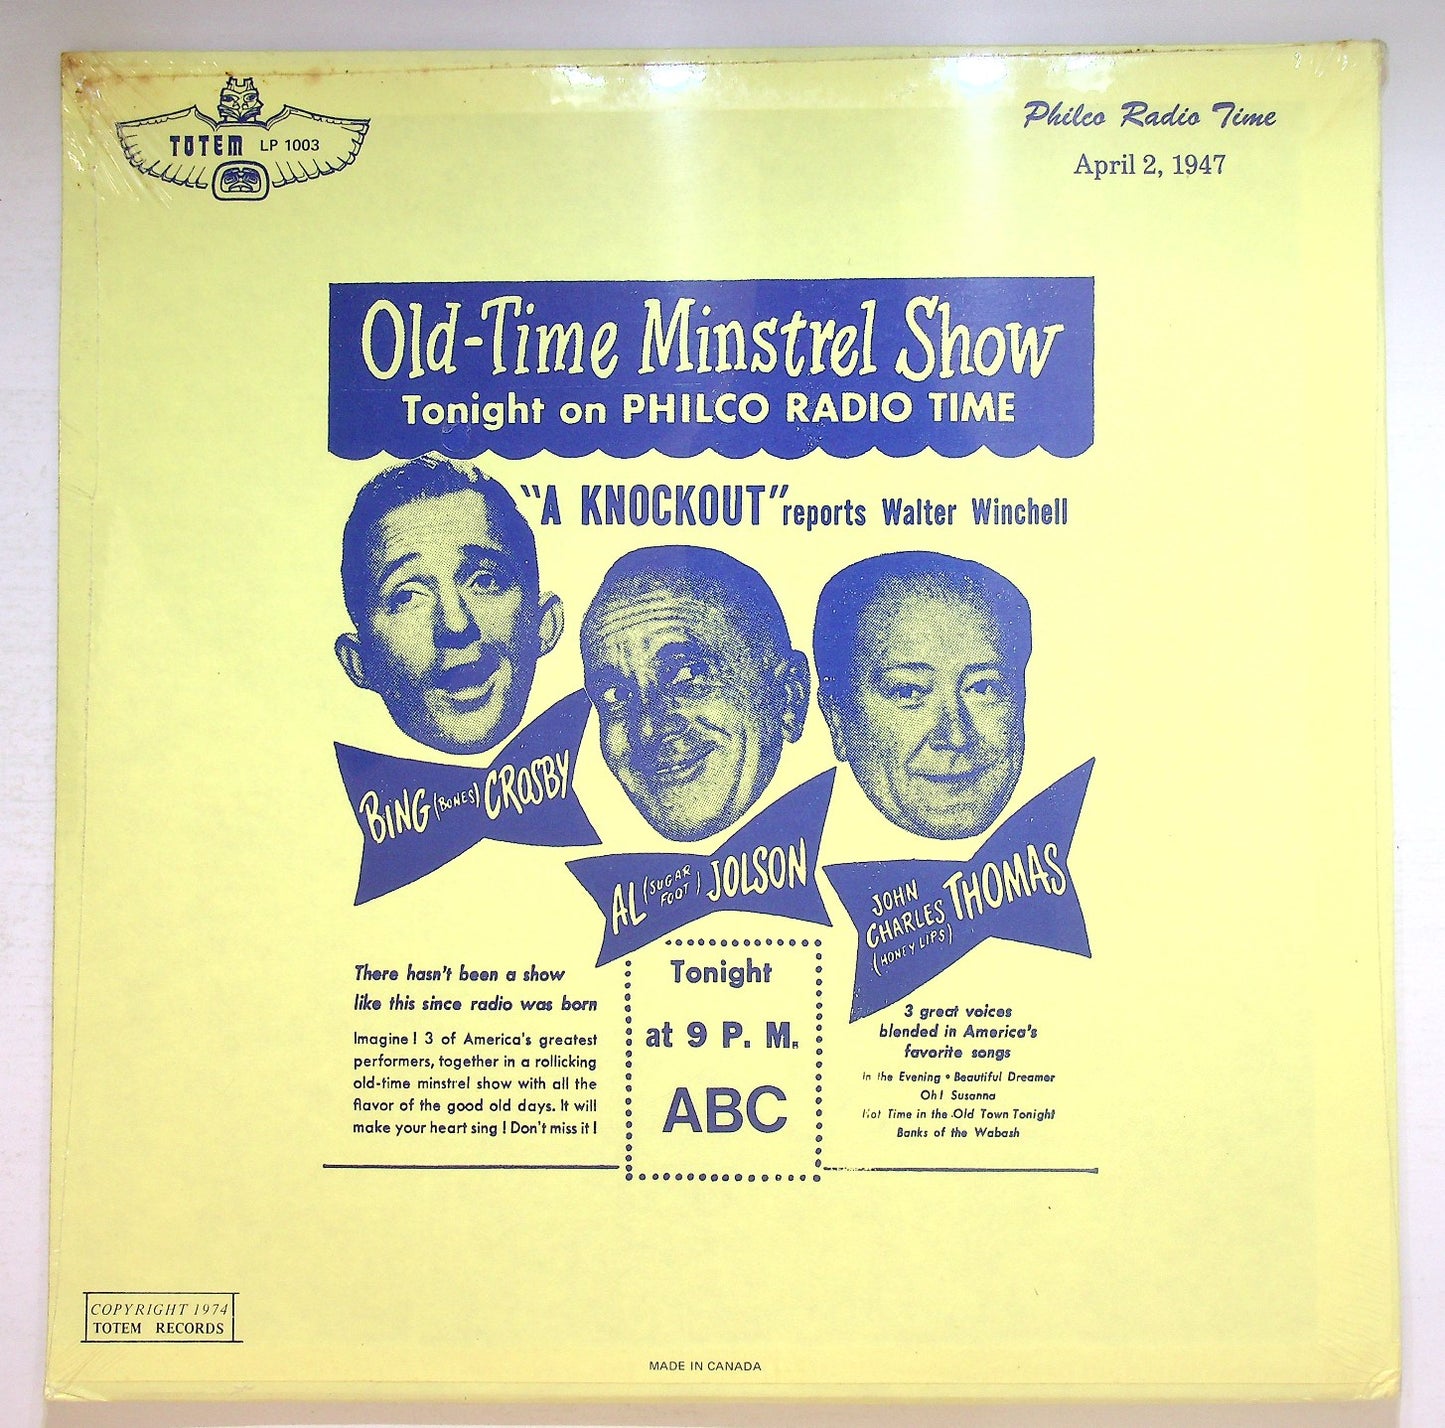 TOTEM LP 1003
Philco Radio Time
April 2, 1947
Old-Time Minstrel Show
Tonight on PHILCO RADIO TIME
"A KNOCKOUT" reports Walter Winchell
BING (BONES) CROSBY
AL (SUGAR FOOT) JOLSON
JOHN CHARLES (HONEY LIPS) THOMAS
There hasn't been a show
like this since radio was born
Imagine! 3 of America's greatest
performers, together in a rollicking
old-time minstrel show with all the
flavor of the good old days. It will
make your heart sing! Don't miss it!
Tonight
at 9 P. M.
ABC
3 great voices
blended in America's
favorite songs
In the Evening • Beautiful Dreamer
Oh! Susanna
Hot Time in the Old Town Tonight
Banks of the Wabash
COPYRIGHT 1974
TOTEM RECORDS
MADE IN CANADA